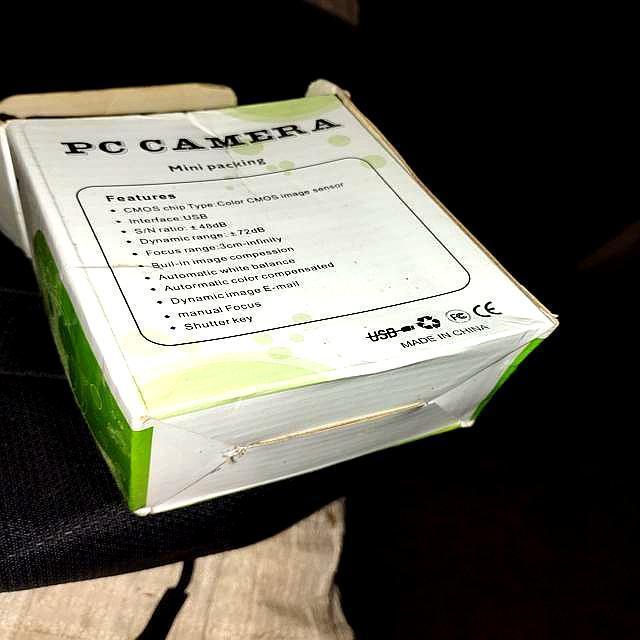 PC CAMERA
Mini packing
Features
• CMOS chip Type:Color CMOS image sensor
• Interface:USB
• S/N ratio: ±48dB
• Dynamic range: ±72dB
• Focus range:3cm-infinity
• Buil-in image compession
• Automatic white balance
• Autormatic color compensated
• Dynamic image E-mail
• manual Focus
• Shutter key
USB FC CE
MADE IN CHINA